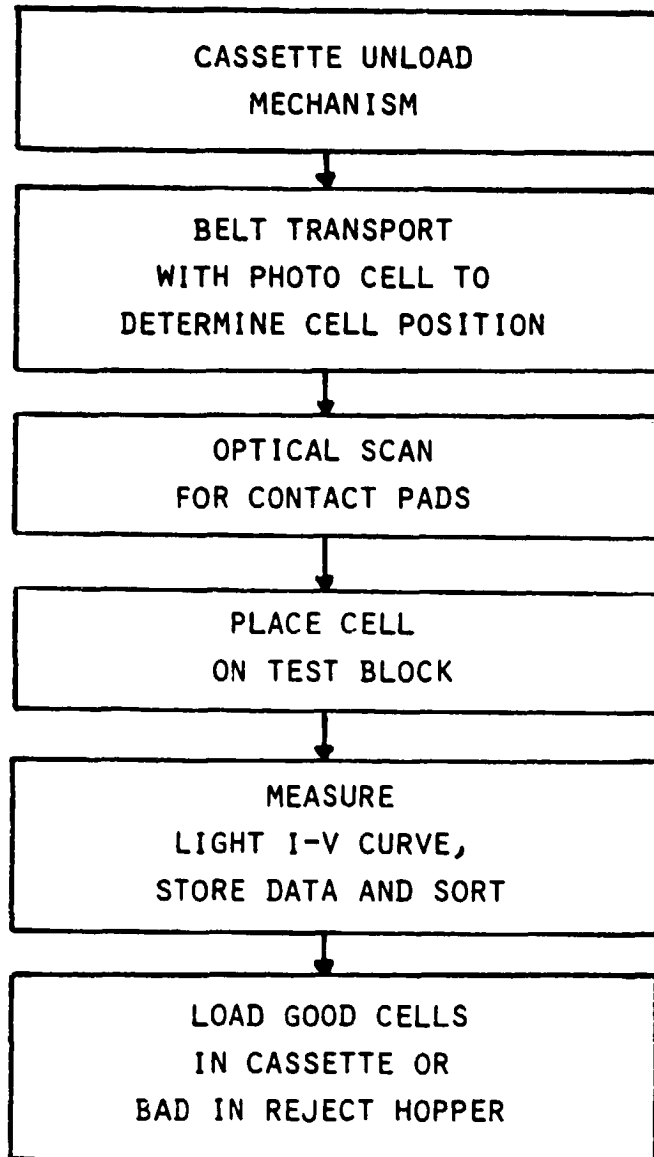 CASSETTE UNLOAD
MECHANISM
BELT TRANSPORT
WITH PHOTO CELL TO
DETERMINE CELL POSITION
OPTICAL SCAN
FOR CONTACT PADS
PLACE CELL
ON TEST BLOCK
MEASURE
LIGHT I-V CURVE,
STORE DATA AND SORT
LOAD GOOD CELLS
IN CASSETTE OR
BAD IN REJECT HOPPER